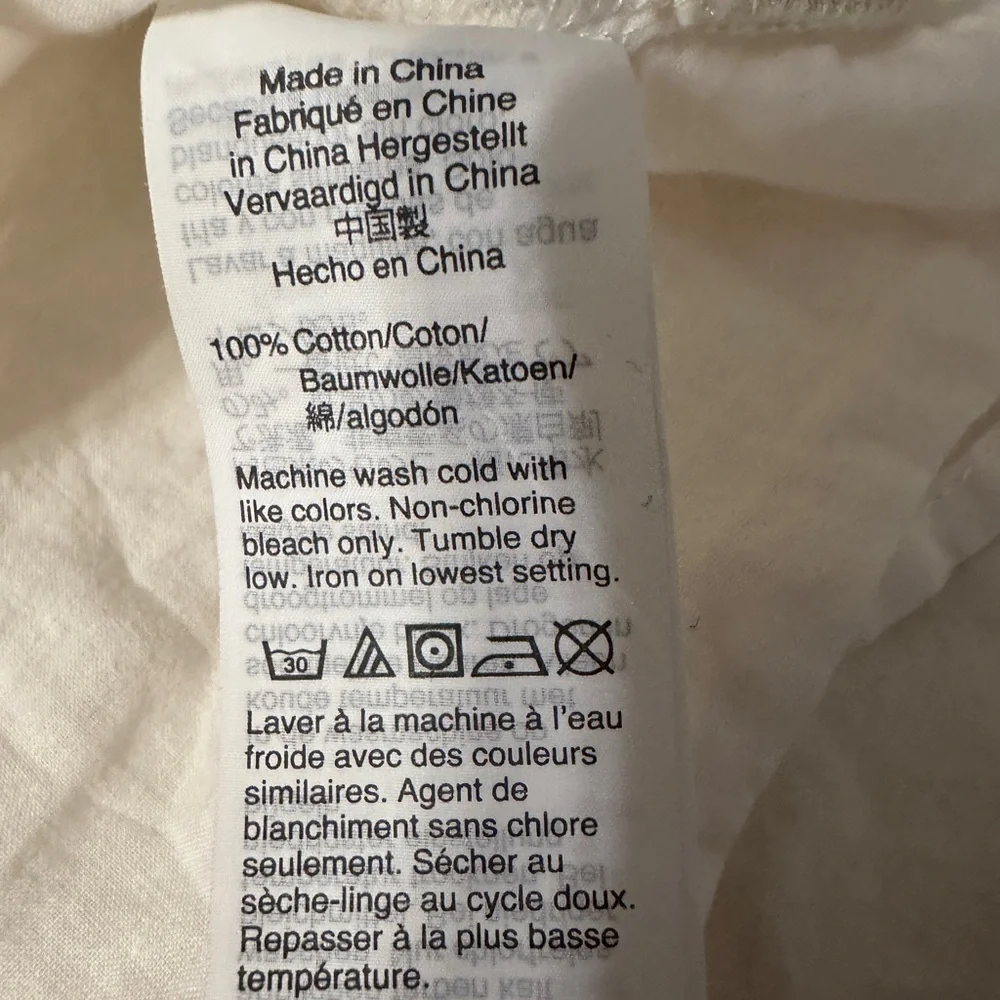 Made in China
Fabriqué en Chine
in China Hergestellt
Vervaardigd in China
中国製
Hecho en China
100% Cotton/Coton/
Baumwolle/Katoen/
綿/algodón
Machine wash cold with
like colors. Non-chlorine
bleach only. Tumble dry
low. Iron on lowest setting.
30
Laver à la machine à l'eau
froide avec des couleurs
similaires. Agent de
blanchiment sans chlore
seulement. Sécher au
sèche-linge au cycle doux.
Repasser à la plus basse
température.